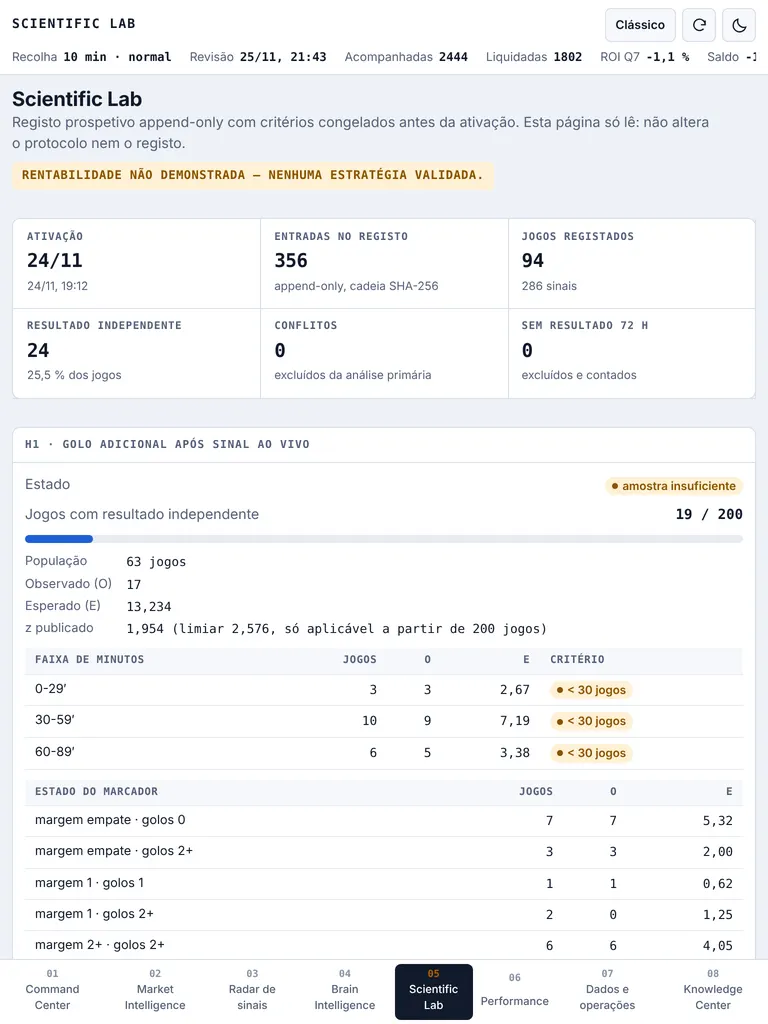 SCIENTIFIC LAB
Clássico
Recolha 10 min · normal Revisão 25/11, 21:43 Acompanhadas 2444 Liquidadas 1802 ROI Q7 -1,1 % Saldo
Scientific Lab
Registo prospetivo append-only com critérios congelados antes da ativação. Esta página só lê: não altera
o protocolo nem o registo.
RENTABILIDADE NÃO DEMONSTRADA — NENHUMA ESTRATÉGIA VALIDADA.
ATIVAÇÃO ENTRADAS NO REGISTO JOGOS REGISTADOS
24/11 356 94
24/11, 19:12 append-only, cadeia SHA-256 286 sinais
RESULTADO INDEPENDENTE CONFLITOS SEM RESULTADO 72 H
24 0 0
25,5 % dos jogos excluídos da análise primária excluídos e contados
H1 · GOLO ADICIONAL APÓS SINAL AO VIVO
Estado amostra insuficiente
Jogos com resultado independente 19 / 200
População 63 jogos
Observado (O) 17
Esperado (E) 13,234
z publicado 1,954 (limiar 2,576, só aplicável a partir de 200 jogos)
FAIXA DE MINUTOS JOGOS O E CRITÉRIO
0-29′ 3 3 2,67 < 30 jogos
30-59′ 10 9 7,19 < 30 jogos
60-89′ 6 5 3,38 < 30 jogos
ESTADO DO MARCADOR JOGOS O E
margem empate · golos 0 7 7 5,32
margem empate · golos 2+ 3 3 2,00
margem 1 · golos 1 1 1 0,62
margem 1 · golos 2+ 2 0 1,25
margem 2+ · golos 2+ 6 6 4,05
01 02 03 04 05 06 07 08
Command Market Radar de Brain Scientific Performance Dados e Knowledge
Center Intelligence sinais Intelligence Lab operações Center